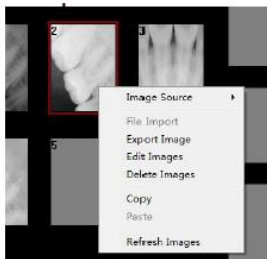 2
3
Image Source
File Import
Export Image
Edit Images
Delete Images
5
Copy
Paste
Refresh Images